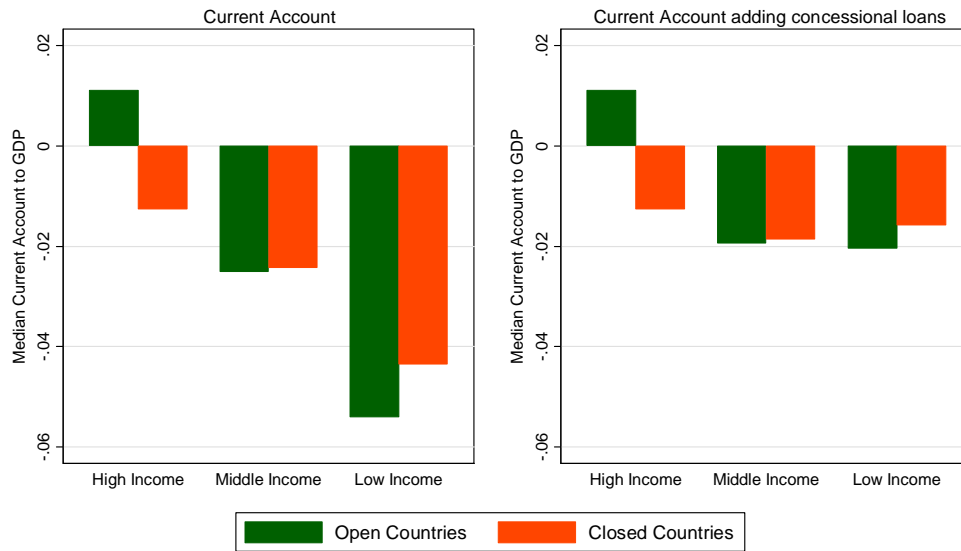 Current Account
Median Current Account to GDP
.02
0
-.02
-.04
-.06
High Income Middle Income Low Income
Current Account adding concessional loans
Median Current Account to GDP
.02
0
-.02
-.04
-.06
High Income Middle Income Low Income
Open Countries Closed Countries